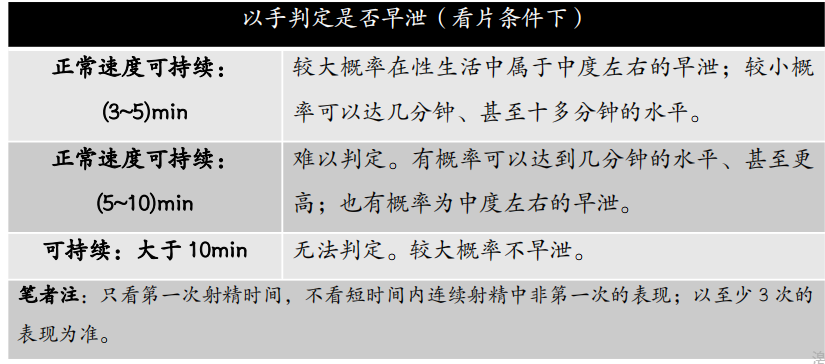 以手判定是否早泄（看片条件下）
正常速度可持续：
(3~5)min
较大概率在性生活中属于中度左右的早泄；较小概
率可以达几分钟、甚至十多分钟的水平。
正常速度可持续：
(5~10)min
难以判定。有概率可以达到几分钟的水平、甚至更
高；也有概率为中度左右的早泄。
可持续：大于10min
无法判定。较大概率不早泄。
笔者注：只看第一次射精时间，不看短时间内连续射精中非第一次的表现；以至少3次的
表现为准。